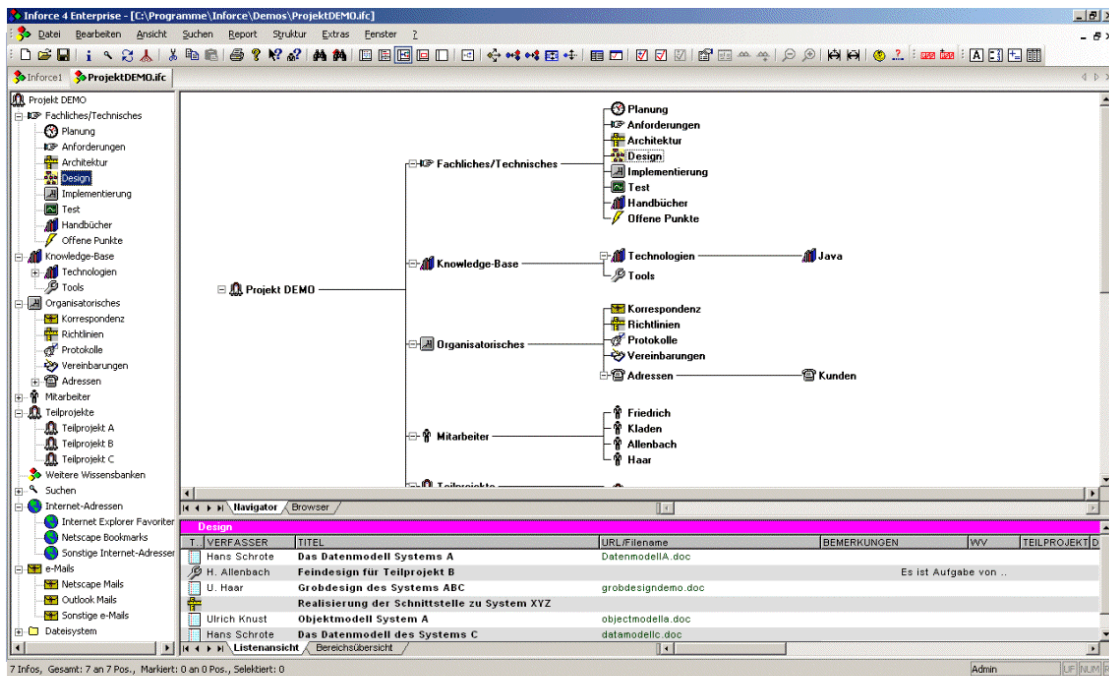 Inforce 4 Enterprise - [C:\Programme\Inforce\Demos\ProjektDEMO.ifc]
Datei Bearbeiten Ansicht Suchen Report Struktur Extras Fenster ?
Inforce1 ProjektDEMO.ifc
Projekt DEMO
Fachliches/Technisches
Planung
Anforderungen
Architektur
Design
Implementierung
Test
Handbücher
Offene Punkte
Knowledge-Base
Technologien
Tools
Organisatorisches
Korrespondenz
Richtlinien
Protokolle
Vereinbarungen
Adressen
Mitarbeiter
Teilprojekte
Teilprojekt A
Teilprojekt B
Teilprojekt C
Weitere Wissensbanken
Suchen
Internet-Adressen
Internet Explorer Favoriter
Netscape Bookmarks
Sonstige Internet-Adresser
e-Mails
Netscape Mails
Outlook Mails
Sonstige e-Mails
Dateisystem
Projekt DEMO
Fachliches/Technisches
Planung
Anforderungen
Architektur
Design
Implementierung
Test
Handbücher
Offene Punkte
Knowledge-Base
Technologien
Java
Tools
Organisatorisches
Korrespondenz
Richtlinien
Protokolle
Vereinbarungen
Adressen
Kunden
Mitarbeiter
Friedrich
Kladen
Allenbach
Haar
Teilprojekte
Navigator Browser
Design
T.. VERFASSER TITEL URL/Filename BEMERKUNGEN WV TEILPROJEKT D
Hans Schrote Das Datenmodell Systems A DatenmodellA.doc
H. Allenbach Feindesign für Teilprojekt B Es ist Aufgabe von ..
U. Haar Grobdesign des Systems ABC grobdesigndemo.doc
Realisierung der Schnittstelle zu System XYZ
Ulrich Knust Objektmodell System A objectmodella.doc
Hans Schrote Das Datenmodell des Systems C datamodellc.doc
Listenansicht Bereichsübersicht
7 Infos, Gesamt: 7 an 7 Pos., Markiert: 0 an 0 Pos., Selektiert: 0 Admin UF NUM R